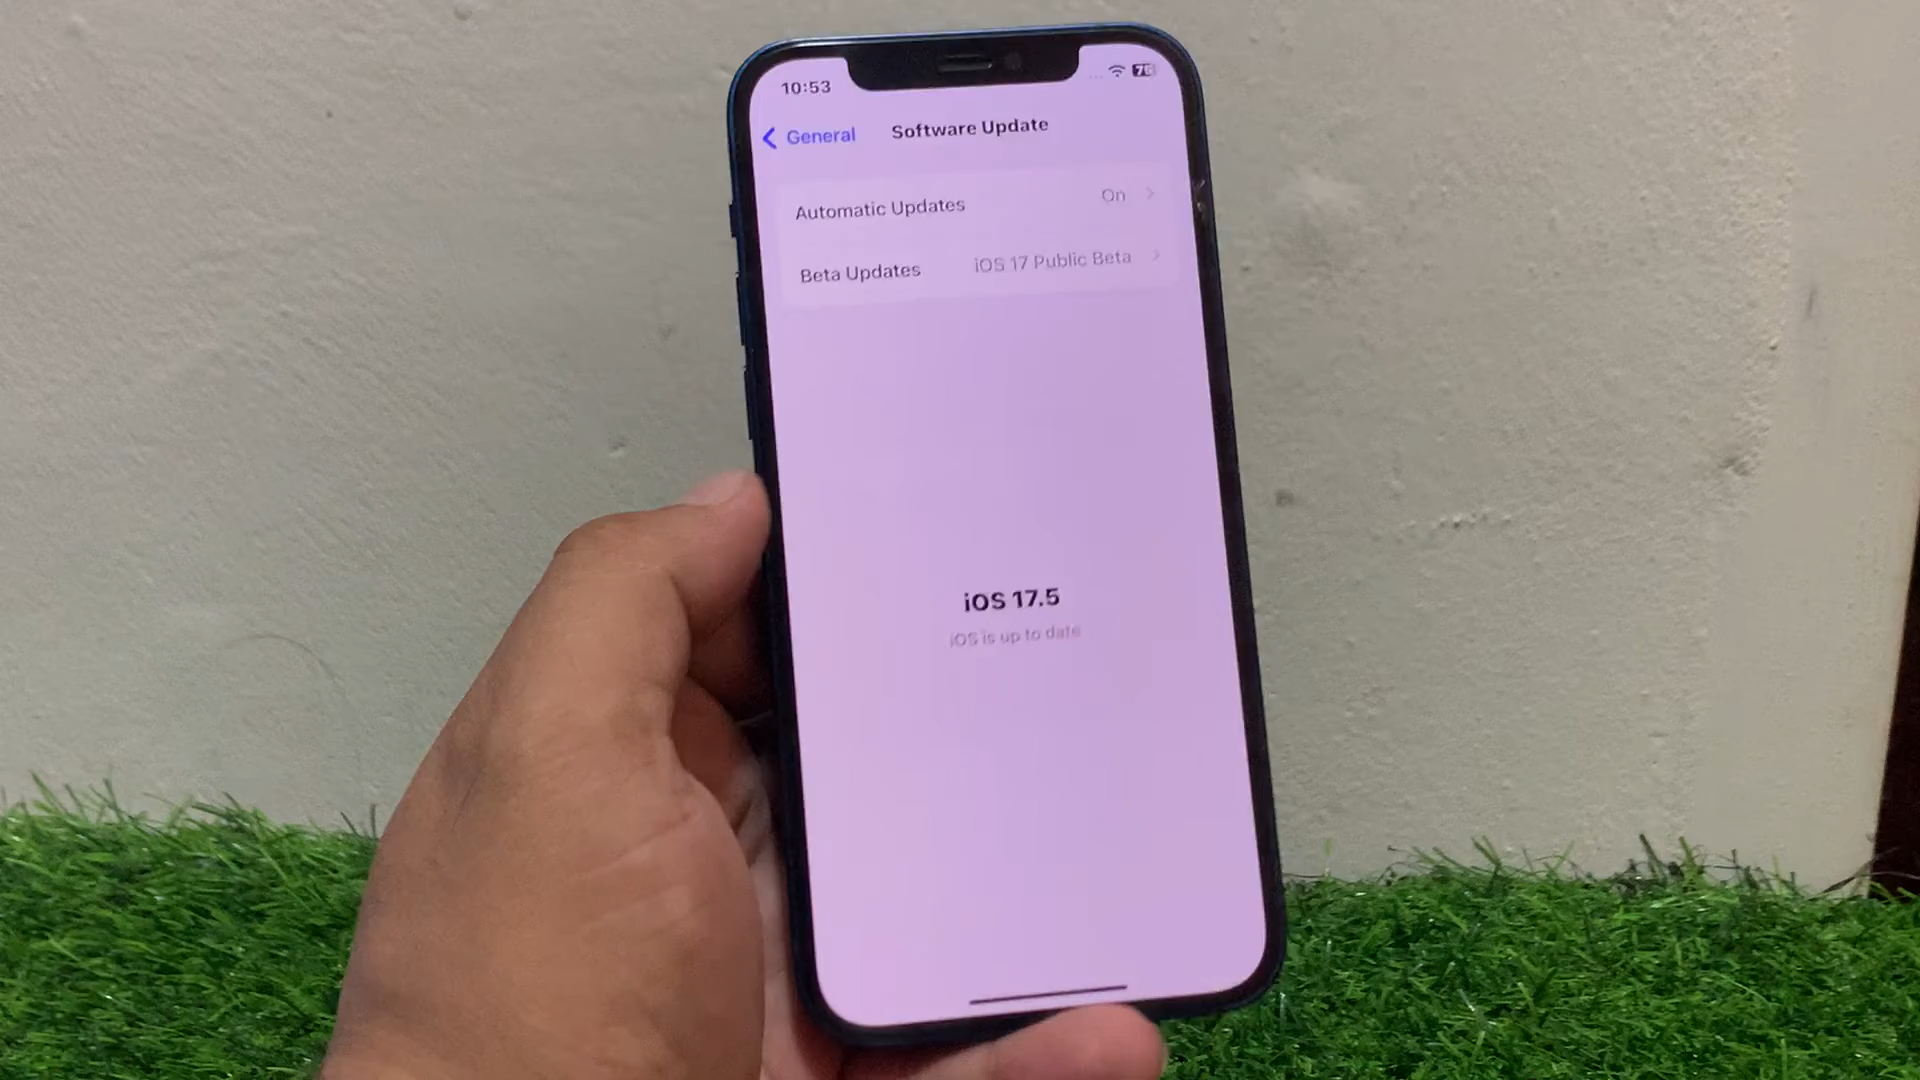 10:53
General
Software Update
Automatic Updates On
Beta Updates iOS 17 Public Beta
iOS 17.5
iOS is up to date